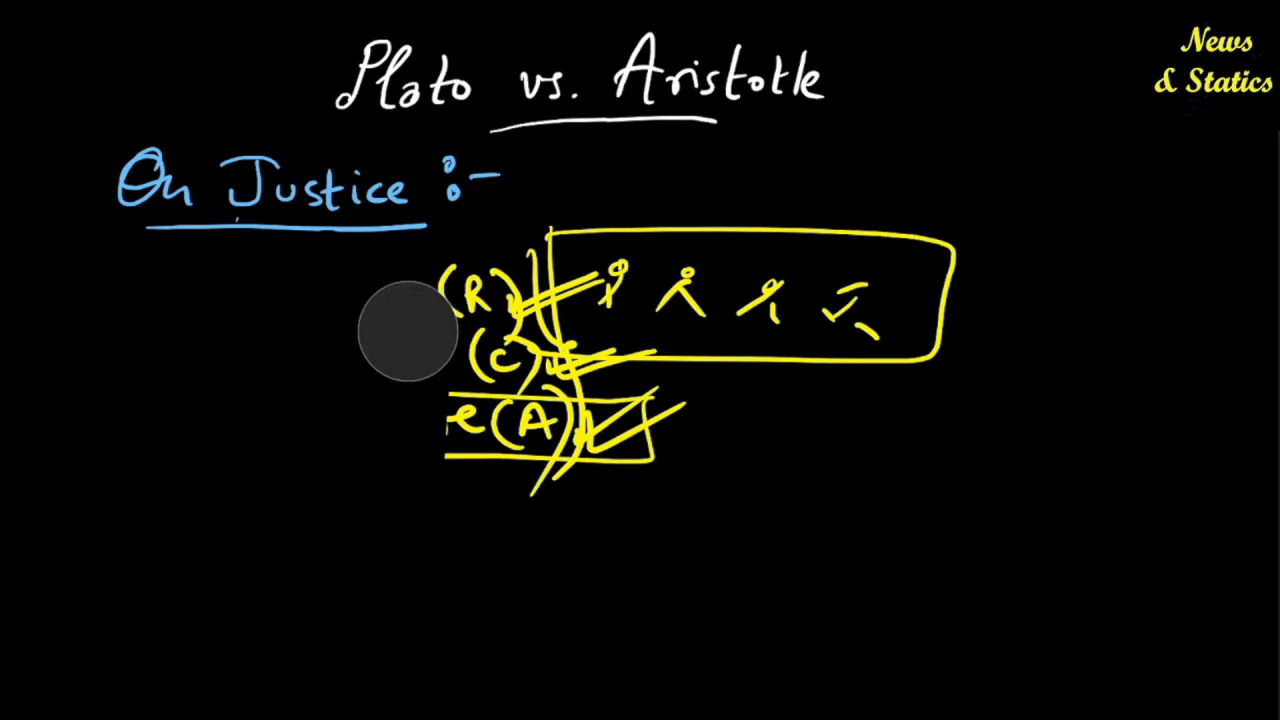 News
& Statics
Plato vs. Aristotle
On Justice :-
(R)
(C)
e (A)